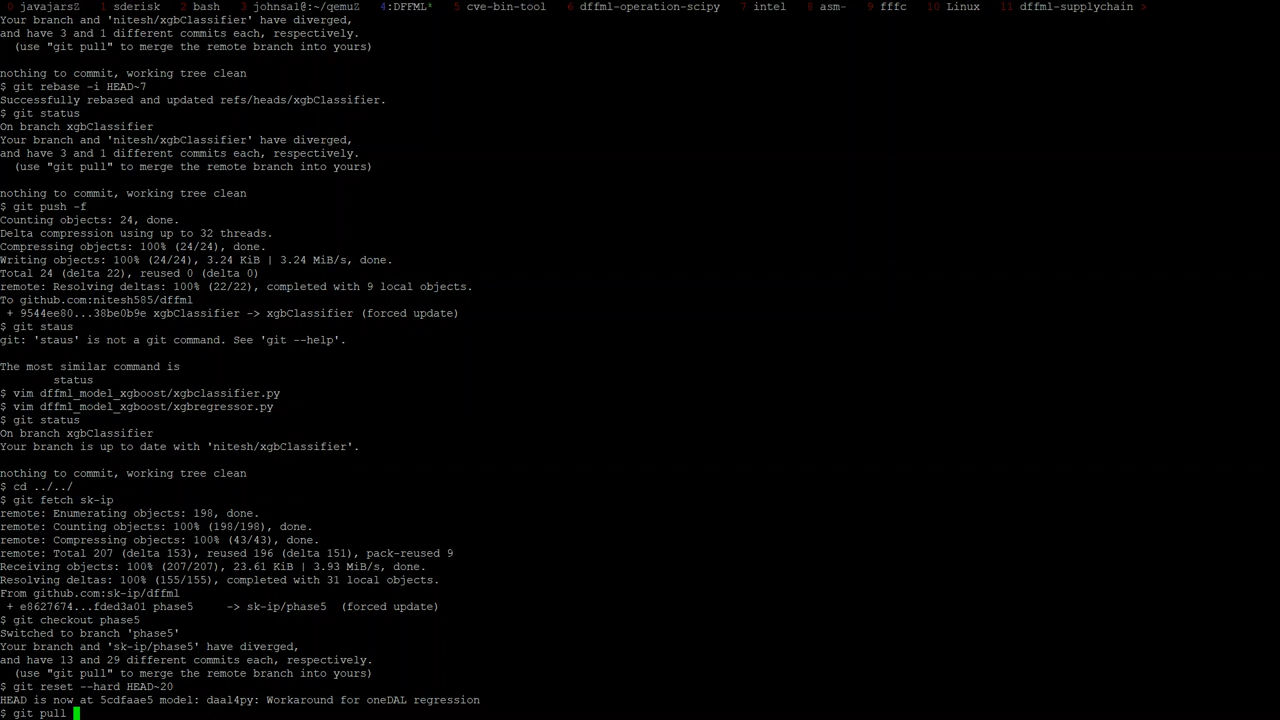 0 javajarsZ  1 sderisk  2 bash  3 johnsal@:~/qemuZ  4:DFFML*  5 cve-bin-tool  6 dffml-operation-scipy  7 intel  8 asm-  9 fffc  10 Linux  11 dffml-supplychain >
Your branch and 'nitesh/xgbClassifier' have diverged,
and have 3 and 1 different commits each, respectively.
  (use "git pull" to merge the remote branch into yours)

nothing to commit, working tree clean
$ git rebase -i HEAD~7
Successfully rebased and updated refs/heads/xgbClassifier.
$ git status
On branch xgbClassifier
Your branch and 'nitesh/xgbClassifier' have diverged,
and have 3 and 1 different commits each, respectively.
  (use "git pull" to merge the remote branch into yours)

nothing to commit, working tree clean
$ git push -f
Counting objects: 24, done.
Delta compression using up to 32 threads.
Compressing objects: 100% (24/24), done.
Writing objects: 100% (24/24), 3.24 KiB | 3.24 MiB/s, done.
Total 24 (delta 22), reused 0 (delta 0)
remote: Resolving deltas: 100% (22/22), completed with 9 local objects.
To github.com:nitesh585/dffml
 + 9544ee80...38be0b9e xgbClassifier -> xgbClassifier (forced update)
$ git staus
git: 'staus' is not a git command. See 'git --help'.

The most similar command is
        status
$ vim dffml_model_xgboost/xgbclassifier.py
$ vim dffml_model_xgboost/xgbregressor.py
$ git status
On branch xgbClassifier
Your branch is up to date with 'nitesh/xgbClassifier'.

nothing to commit, working tree clean
$ cd ../../
$ git fetch sk-ip
remote: Enumerating objects: 198, done.
remote: Counting objects: 100% (198/198), done.
remote: Compressing objects: 100% (43/43), done.
remote: Total 207 (delta 153), reused 196 (delta 151), pack-reused 9
Receiving objects: 100% (207/207), 23.61 KiB | 3.93 MiB/s, done.
Resolving deltas: 100% (155/155), completed with 31 local objects.
From github.com:sk-ip/dffml
 + e8627674...fded3a01 phase5     -> sk-ip/phase5  (forced update)
$ git checkout phase5
Switched to branch 'phase5'
Your branch and 'sk-ip/phase5' have diverged,
and have 13 and 29 different commits each, respectively.
  (use "git pull" to merge the remote branch into yours)
$ git reset --hard HEAD~20
HEAD is now at 5cdfaae5 model: daal4py: Workaround for oneDAL regression
$ git pull